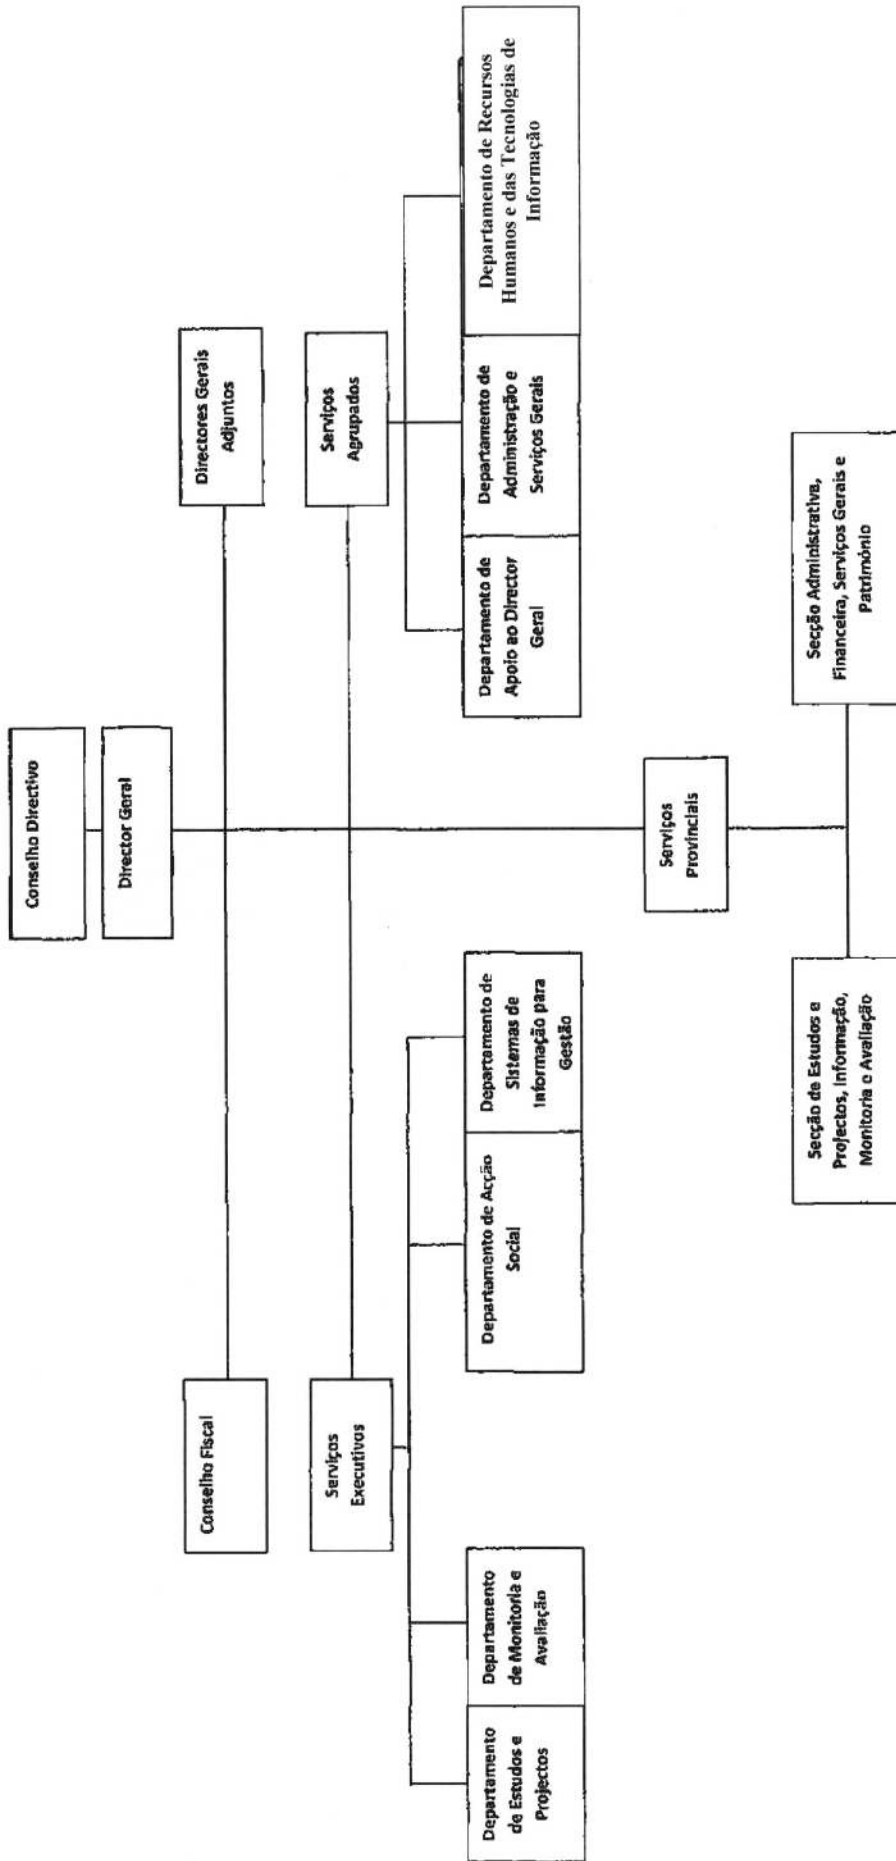 Conselho Directivo
Director Geral
Conselho Fiscal
Directores Gerais
Adjuntos
Serviços
Executivos
Serviços
Agrupados
Departamento
de Estudos e
Projectos
Departamento
de Monitoria e
Avaliação
Departamento de Acção
Social
Departamento de
Sistemas de
Informação para
Gestão
Departamento de
Apoio ao Director
Geral
Departamento de
Administração e
Serviços Gerais
Departamento de Recursos
Humanos e das Tecnologias de
Informação
Serviços
Provinciais
Secção de Estudos e
Projectos, Informação,
Monitoria e Avaliação
Secção Administrativa,
Financeira, Serviços Gerais e
Património